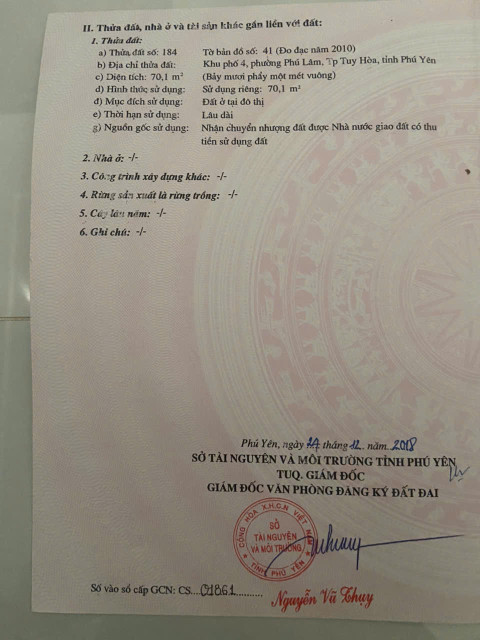 II. Thửa đất, nhà ở và tài sản khác gắn liền với đất:
1. Thửa đất:
a) Thửa đất số: 184 Tờ bản đồ số: 41 (Đo đạc năm 2010)
b) Địa chỉ thửa đất: Khu phố 4, phường Phú Lâm, Tp Tuy Hòa, tỉnh Phú Yên
c) Diện tích: 70,1 m² (Bảy mươi phẩy một mét vuông)
d) Hình thức sử dụng: Sử dụng riêng: 70,1 m²
đ) Mục đích sử dụng: Đất ở tại đô thị
e) Thời hạn sử dụng: Lâu dài
g) Nguồn gốc sử dụng: Nhận chuyển nhượng đất được Nhà nước giao đất có thu
tiền sử dụng đất
2. Nhà ở: -/-
3. Công trình xây dựng khác: -/-
4. Rừng sản xuất là rừng trồng: -/-
5. Cây lâu năm: -/-
6. Ghi chú: -/-
Phú Yên, ngày tháng 12 năm 2018
SỞ TÀI NGUYÊN VÀ MÔI TRƯỜNG TỈNH PHÚ YÊN
TUQ. GIÁM ĐỐC
GIÁM ĐỐC VĂN PHÒNG ĐĂNG KÝ ĐẤT ĐAI
CỘNG HÒA X.H.C.N VIỆT NAM
SỞ
TÀI NGUYÊN
VÀ MÔI TRƯỜNG
TỈNH PHÚ YÊN
Số vào sổ cấp GCN: CS 01861
Nguyễn Vũ Thụy